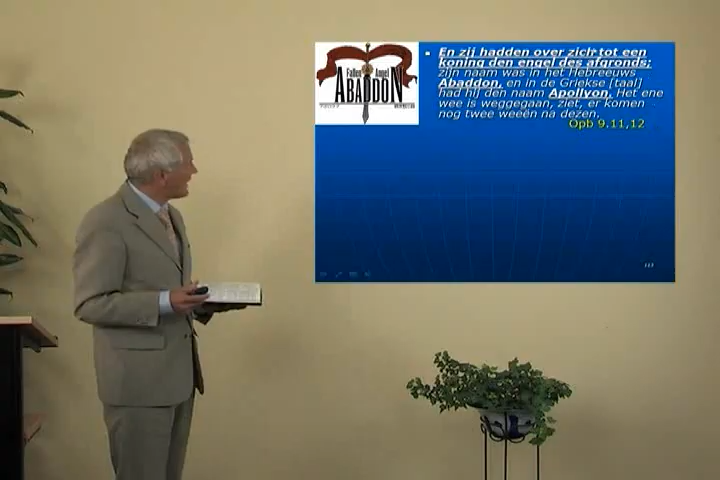 Fallen Angel
ABADDON
En zij hadden over zich tot een
koning den engel des afgronds;
zijn naam was in het Hebreeuws
Abaddon, en in de Griekse [taal]
had hij den naam Apollyon. Het ene
wee is weggegaan, ziet, er komen
nog twee weeën na dezen.
Opb 9.11,12